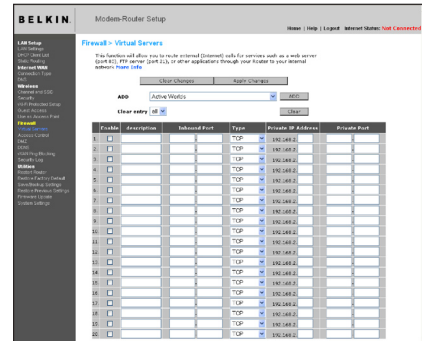 BELKIN.
Modem-Router Setup
Home | Help | Logout Internet Status: Not Connected
LAN Setup
LAN Settings
DHCP Client List
Static Routing
Internet WAN
Connection Type
DNS
Wireless
Channel and SSID
Security
Wi-Fi Protected Setup
Guest Access
Use as Access Point
Firewall
Virtual Servers
Access Control
DMZ
DDNS
WAN Ping Blocking
Security Log
Utilities
Restart Router
Restore Factory Default
Save/Backup Settings
Restore Previous Settings
Firmware Update
System Settings
Firewall > Virtual Servers
This function will allow you to route external (Internet) calls for services such as a web server
(port 80), FTP server (port 21), or other applications through your Router to your internal
network More Info
Clear Changes Apply Changes
ADD Active Worlds ADD
Clear entry all Clear
Enable description Inbound Port Type Private IP Address Private Port
1. - TCP 192.168.2. -
2. - TCP 192.168.2. -
3. - TCP 192.168.2. -
4. - TCP 192.168.2. -
5. - TCP 192.168.2. -
6. - TCP 192.168.2. -
7. - TCP 192.168.2. -
8. - TCP 192.168.2. -
9. - TCP 192.168.2. -
10. - TCP 192.168.2. -
11. - TCP 192.168.2. -
12. - TCP 192.168.2. -
13. - TCP 192.168.2. -
14. - TCP 192.168.2. -
15. - TCP 192.168.2. -
16. - TCP 192.168.2. -
17. - TCP 192.168.2. -
18. - TCP 192.168.2. -
19. - TCP 192.168.2. -
20. - TCP 192.168.2. -